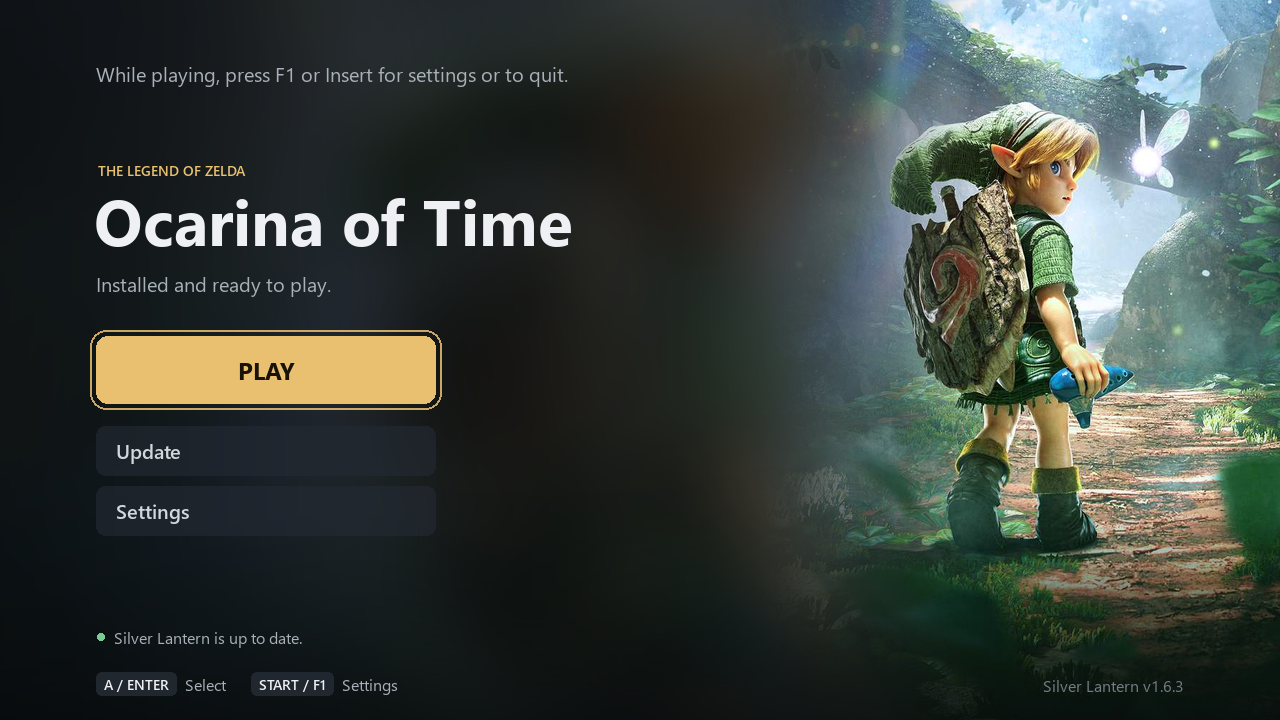 While playing, press F1 or Insert for settings or to quit.
THE LEGEND OF ZELDA
Ocarina of Time
Installed and ready to play.
PLAY
Update
Settings
Silver Lantern is up to date.
A / ENTER Select START / F1 Settings
Silver Lantern v1.6.3